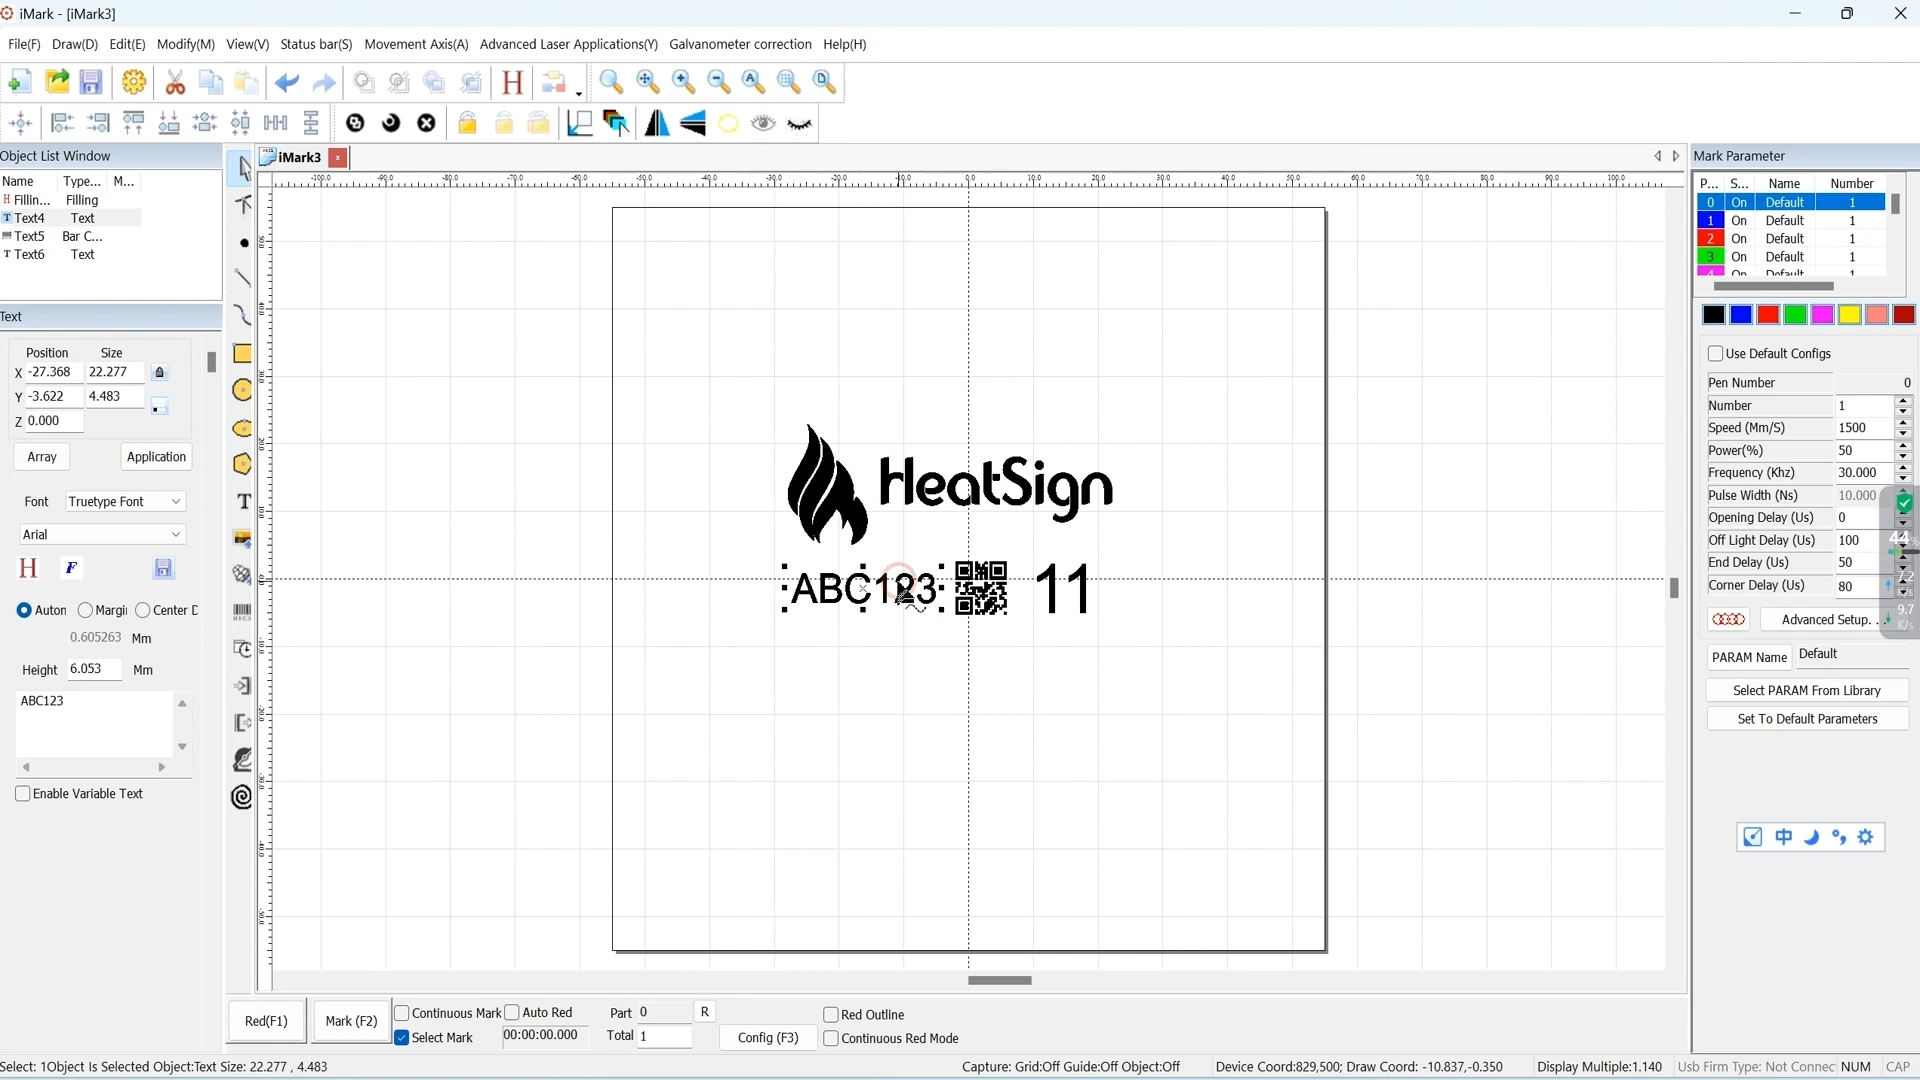 iMark - [iMark3]
File(F) Draw(D) Edit(E) Modify(M) View(V) Status bar(S) Movement Axis(A) Advanced Laser Applications(Y) Galvanometer correction Help(H)
Object List Window
Name Type... M...
Fillin... Filling
Text4 Text
Text5 Bar C...
Text6 Text
Text
Position Size
X -27.368 22.277
Y -3.622 4.483
Z 0.000
Array Application
Font Truetype Font
Arial
Auton Margi Center D
0.605263 Mm
Height 6.053 Mm
ABC123
Enable Variable Text
iMark3
HeatSign
ABC123 11
Mark Parameter
P... S... Name Number
0 On Default 1
1 On Default 1
2 On Default 1
3 On Default 1
4 On Default 1
Use Default Configs
Pen Number 0
Number 1
Speed (Mm/S) 1500
Power(%) 50
Frequency (Khz) 30.000
Pulse Width (Ns) 10.000
Opening Delay (Us) 0
Off Light Delay (Us) 100
End Delay (Us) 50
Corner Delay (Us) 80
Advanced Setup. .
PARAM Name Default
Select PARAM From Library
Set To Default Parameters
44%
7.2
K/s
9.7
K/s
中
Red(F1) Mark (F2) Continuous Mark Auto Red Part 0 R Red Outline
Select Mark 00:00:00.000 Total 1 Config (F3) Continuous Red Mode
Select: 1Object Is Selected Object:Text Size: 22.277 , 4.483 Capture: Grid:Off Guide:Off Object:Off Device Coord:829,500; Draw Coord: -10.837,-0.350 Display Multiple:1.140 Usb Firm Type: Not Connec NUM CAP